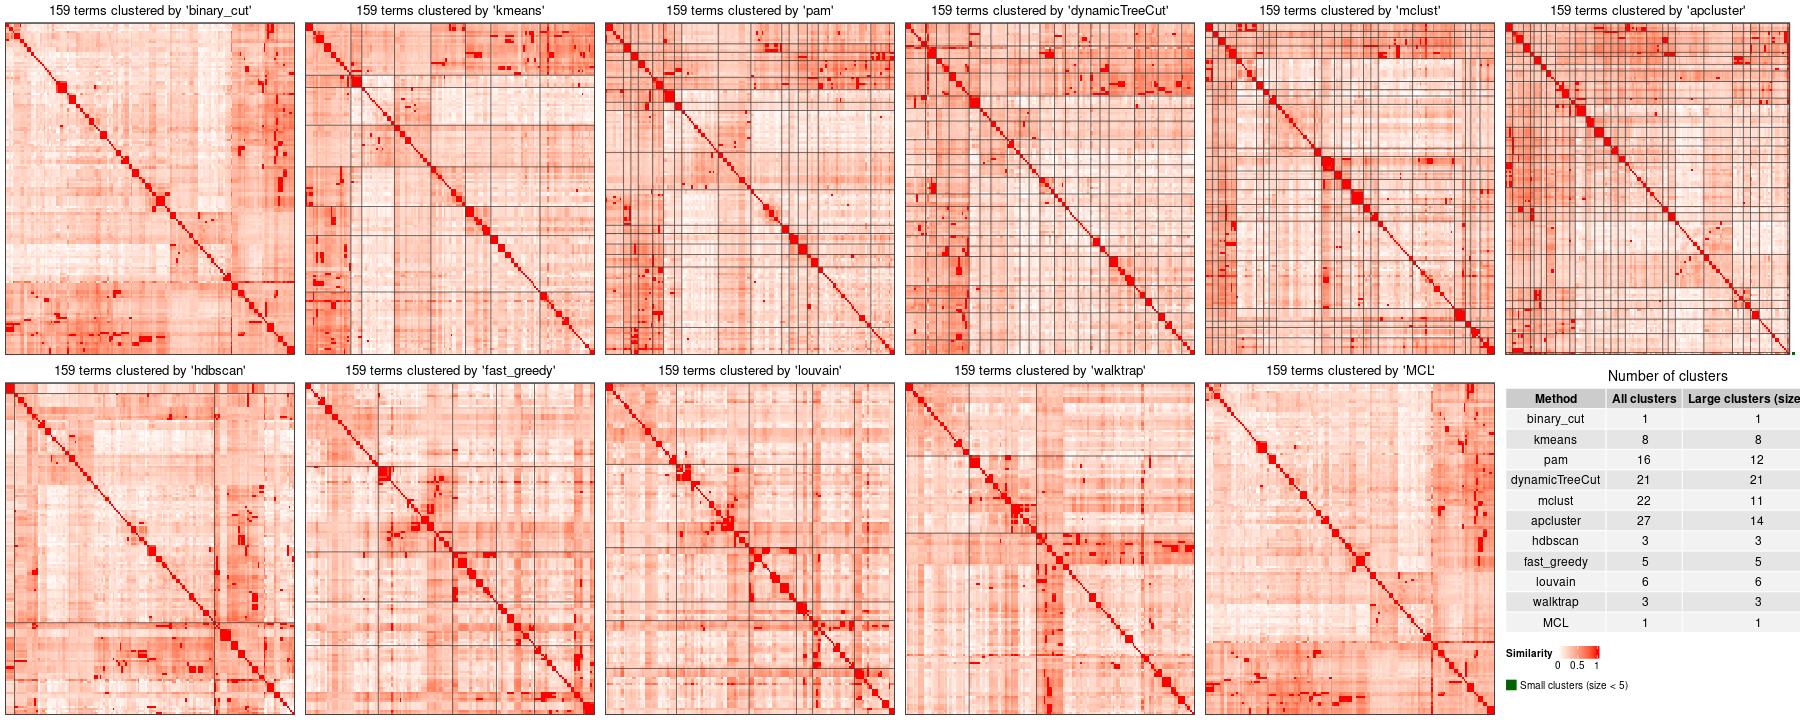 159 terms clustered by 'binary_cut'
159 terms clustered by 'kmeans'
159 terms clustered by 'pam'
159 terms clustered by 'dynamicTreeCut'
159 terms clustered by 'mclust'
159 terms clustered by 'apcluster'
159 terms clustered by 'hdbscan'
159 terms clustered by 'fast_greedy'
159 terms clustered by 'louvain'
159 terms clustered by 'walktrap'
159 terms clustered by 'MCL'
Number of clusters
Method All clusters Large clusters (size
binary_cut 1 1
kmeans 8 8
pam 16 12
dynamicTreeCut 21 21
mclust 22 11
apcluster 27 14
hdbscan 3 3
fast_greedy 5 5
louvain 6 6
walktrap 3 3
MCL 1 1
Similarity
0 0.5 1
Small clusters (size < 5)